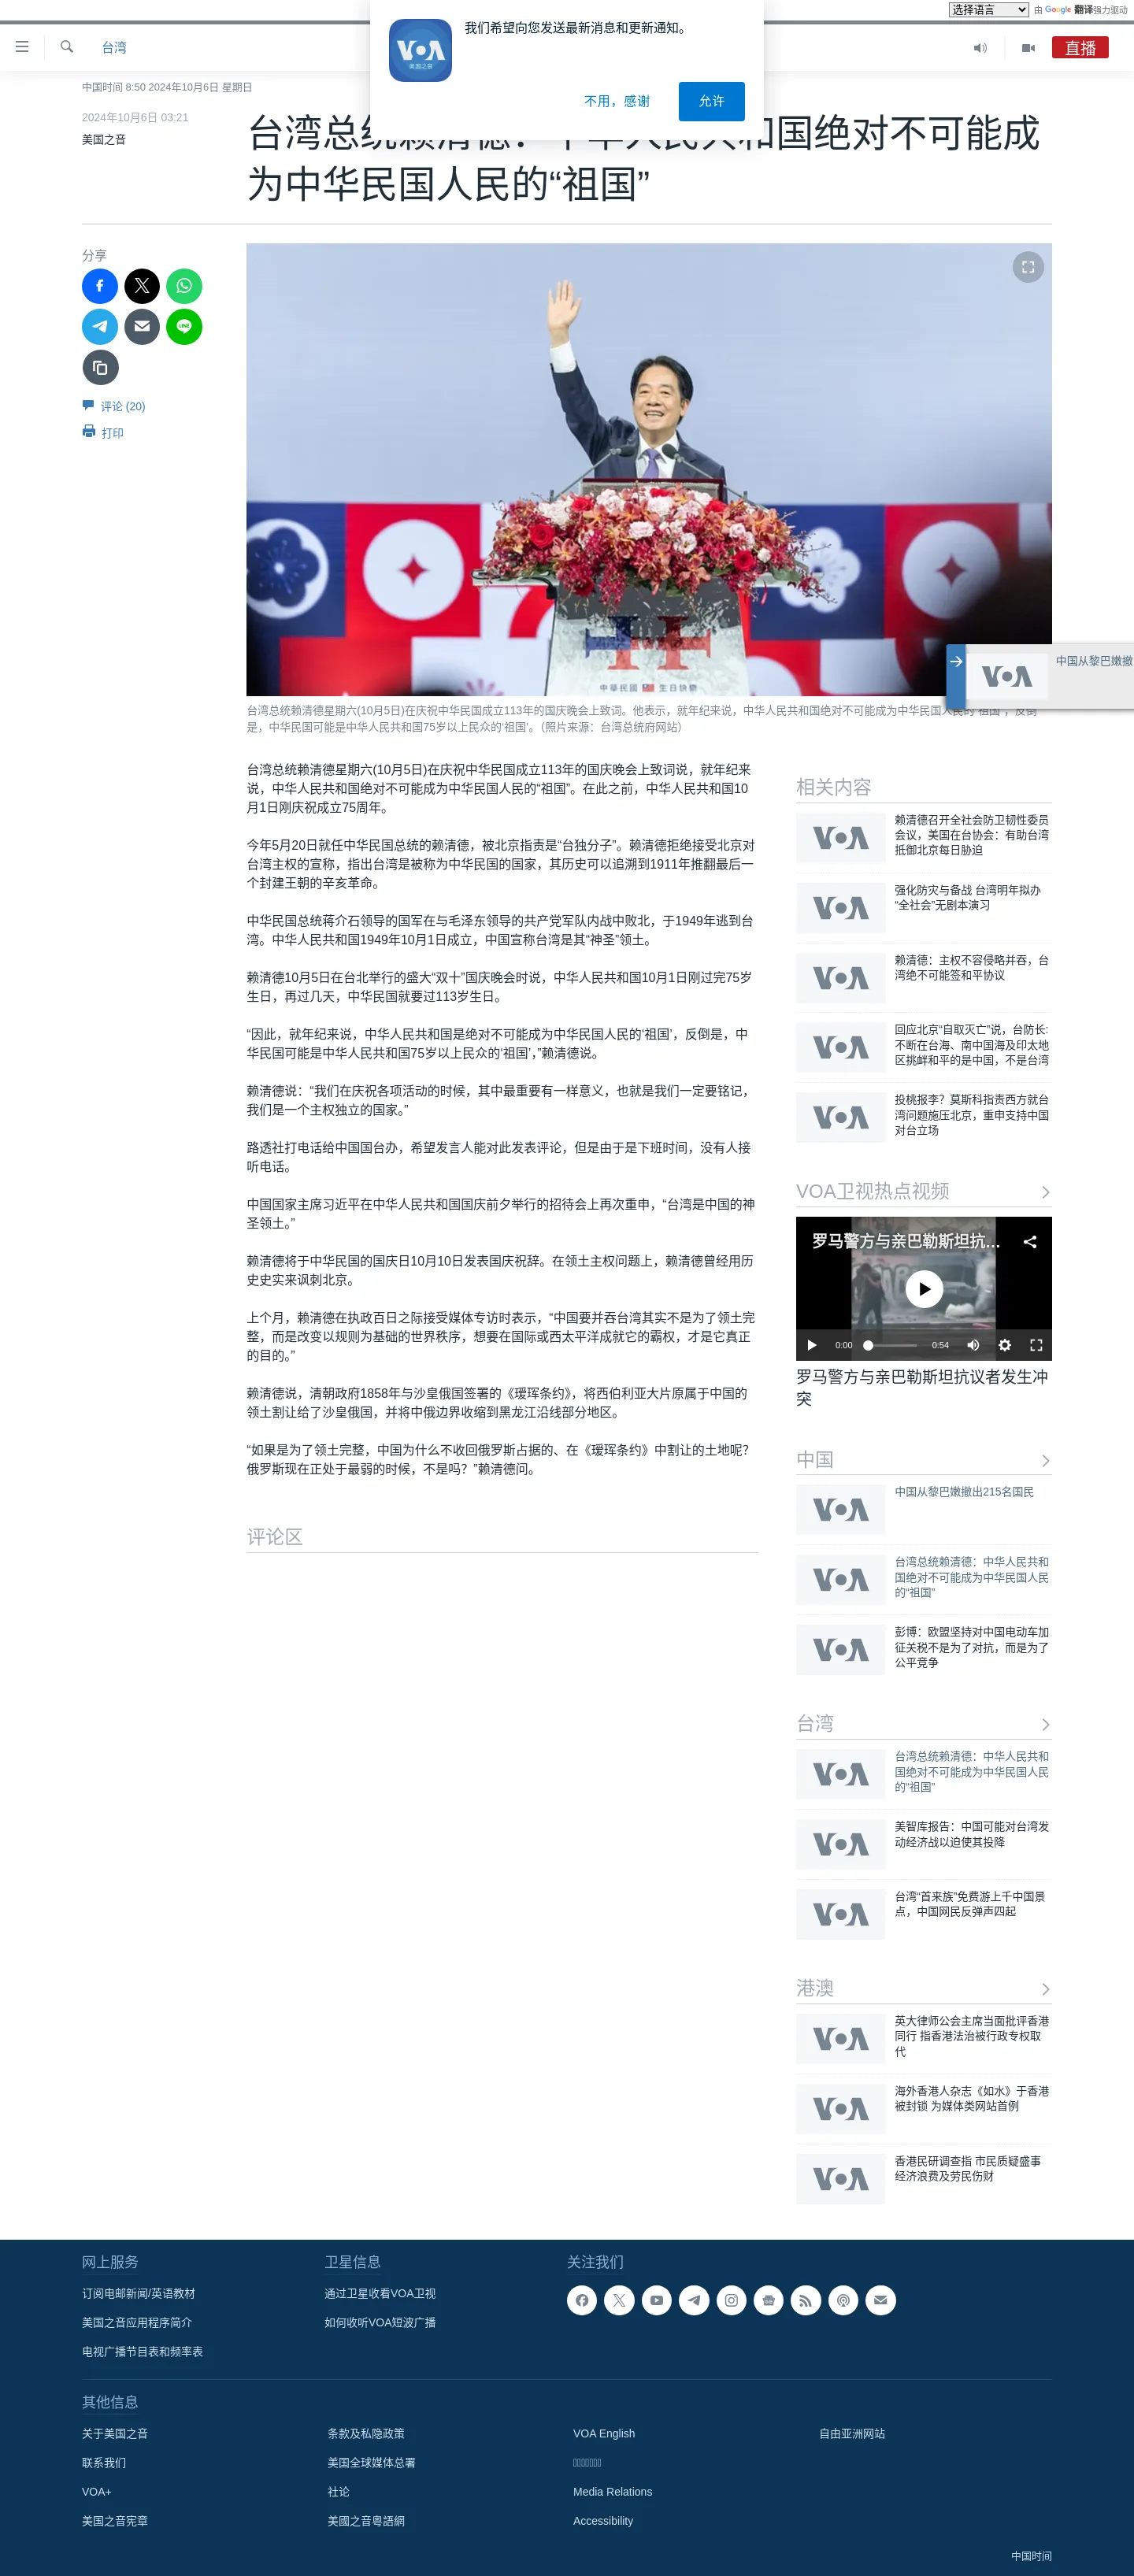 选择语言
由 Google 翻译强力驱动
台湾
直播
VOA
美国之音
我们希望向您发送最新消息和更新通知。
不用，感谢
允许
中国时间 8:50 2024年10月6日 星期日
2024年10月6日 03:21
美国之音
台湾总统赖清德：中华人民共和国绝对不可能成
为中华民国人民的“祖国”
分享
评论 (20)
打印
中華民國 生日快樂
VOA
中国从黎巴嫩撤
台湾总统赖清德星期六(10月5日)在庆祝中华民国成立113年的国庆晚会上致词。他表示，就年纪来说，中华人民共和国绝对不可能成为中华民国人民的‘祖国’，反倒
是，中华民国可能是中华人民共和国75岁以上民众的‘祖国’。（照片来源：台湾总统府网站）
台湾总统赖清德星期六(10月5日)在庆祝中华民国成立113年的国庆晚会上致词说，就年纪来
说，中华人民共和国绝对不可能成为中华民国人民的“祖国”。在此之前，中华人民共和国10
月1日刚庆祝成立75周年。
今年5月20日就任中华民国总统的赖清德，被北京指责是“台独分子”。赖清德拒绝接受北京对
台湾主权的宣称，指出台湾是被称为中华民国的国家，其历史可以追溯到1911年推翻最后一
个封建王朝的辛亥革命。
中华民国总统蒋介石领导的国军在与毛泽东领导的共产党军队内战中败北，于1949年逃到台
湾。中华人民共和国1949年10月1日成立，中国宣称台湾是其“神圣”领土。
赖清德10月5日在台北举行的盛大“双十”国庆晚会时说，中华人民共和国10月1日刚过完75岁
生日，再过几天，中华民国就要过113岁生日。
“因此，就年纪来说，中华人民共和国是绝对不可能成为中华民国人民的‘祖国’，反倒是，中
华民国可能是中华人民共和国75岁以上民众的‘祖国’，”赖清德说。
赖清德说：“我们在庆祝各项活动的时候，其中最重要有一样意义，也就是我们一定要铭记，
我们是一个主权独立的国家。”
路透社打电话给中国国台办，希望发言人能对此发表评论，但是由于是下班时间，没有人接
听电话。
中国国家主席习近平在中华人民共和国国庆前夕举行的招待会上再次重申，“台湾是中国的神
圣领土。”
赖清德将于中华民国的国庆日10月10日发表国庆祝辞。在领土主权问题上，赖清德曾经用历
史史实来讽刺北京。
上个月，赖清德在执政百日之际接受媒体专访时表示，“中国要并吞台湾其实不是为了领土完
整，而是改变以规则为基础的世界秩序，想要在国际或西太平洋成就它的霸权，才是它真正
的目的。”
赖清德说，清朝政府1858年与沙皇俄国签署的《瑷珲条约》，将西伯利亚大片原属于中国的
领土割让给了沙皇俄国，并将中俄边界收缩到黑龙江沿线部分地区。
“如果是为了领土完整，中国为什么不收回俄罗斯占据的、在《瑷珲条约》中割让的土地呢？
俄罗斯现在正处于最弱的时候，不是吗？”赖清德问。
评论区
相关内容
VOA
赖清德召开全社会防卫韧性委员
会议，美国在台协会：有助台湾
抵御北京每日胁迫
VOA
强化防灾与备战 台湾明年拟办
“全社会”无剧本演习
VOA
赖清德：主权不容侵略并吞，台
湾绝不可能签和平协议
VOA
回应北京“自取灭亡”说，台防长:
不断在台海、南中国海及印太地
区挑衅和平的是中国，不是台湾
VOA
投桃报李？莫斯科指责西方就台
湾问题施压北京，重申支持中国
对台立场
VOA卫视热点视频
罗马警方与亲巴勒斯坦抗...
0:00
0:54
罗马警方与亲巴勒斯坦抗议者发生冲
突
中国
VOA
中国从黎巴嫩撤出215名国民
VOA
台湾总统赖清德：中华人民共和
国绝对不可能成为中华民国人民
的“祖国”
VOA
彭博：欧盟坚持对中国电动车加
征关税不是为了对抗，而是为了
公平竞争
台湾
VOA
台湾总统赖清德：中华人民共和
国绝对不可能成为中华民国人民
的“祖国”
VOA
美智库报告：中国可能对台湾发
动经济战以迫使其投降
VOA
台湾“首来族”免费游上千中国景
点，中国网民反弹声四起
港澳
VOA
英大律师公会主席当面批评香港
同行 指香港法治被行政专权取
代
VOA
海外香港人杂志《如水》于香港
被封锁 为媒体类网站首例
VOA
香港民研调查指 市民质疑盛事
经济浪费及劳民伤财
网上服务
订阅电邮新闻/英语教材
美国之音应用程序简介
电视广播节目表和频率表
卫星信息
通过卫星收看VOA卫视
如何收听VOA短波广播
关注我们
其他信息
关于美国之音
联系我们
VOA+
美国之音宪章
条款及私隐政策
美国全球媒体总署
社论
美國之音粵語網
VOA English
Media Relations
Accessibility
自由亚洲网站
中国时间